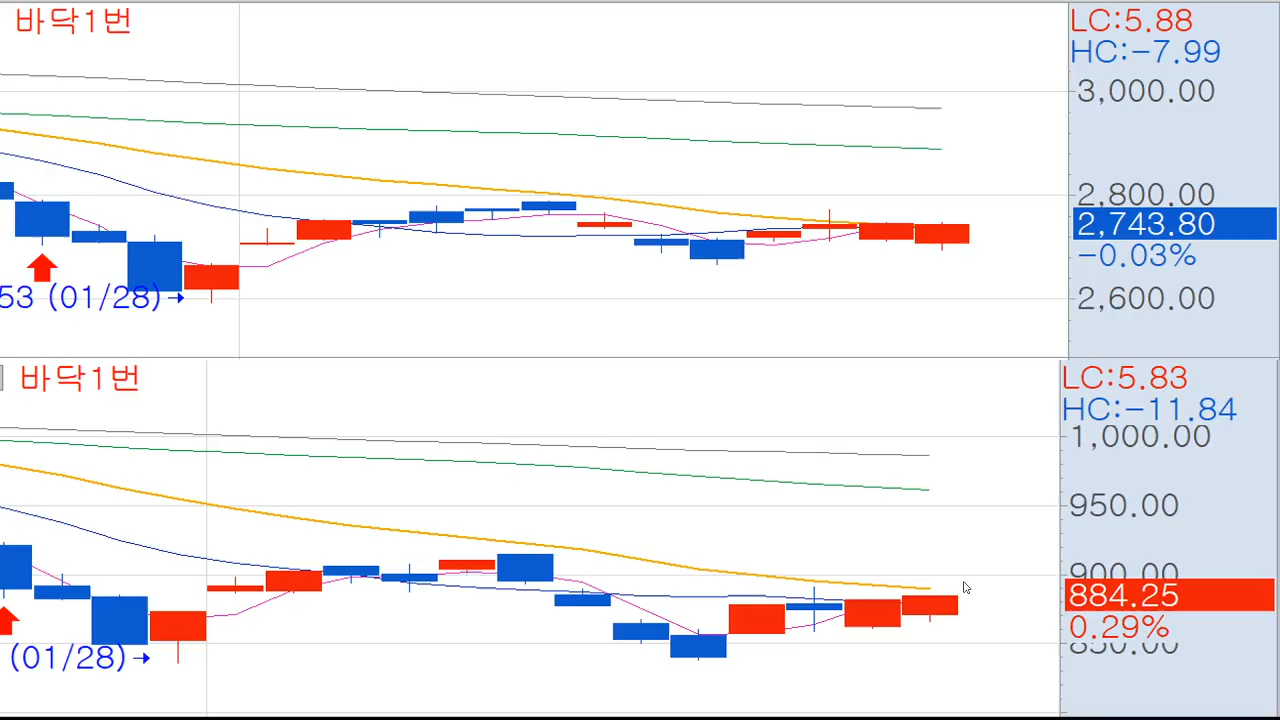 바닥1번
LC:5.88
HC:-7.99
3,000.00
2,800.00
2,743.80
-0.03%
53 (01/28)→
2,600.00
바닥1번
LC:5.83
HC:-11.84
1,000.00
950.00
900.00
884.25
0.29%
850.00
(01/28)→